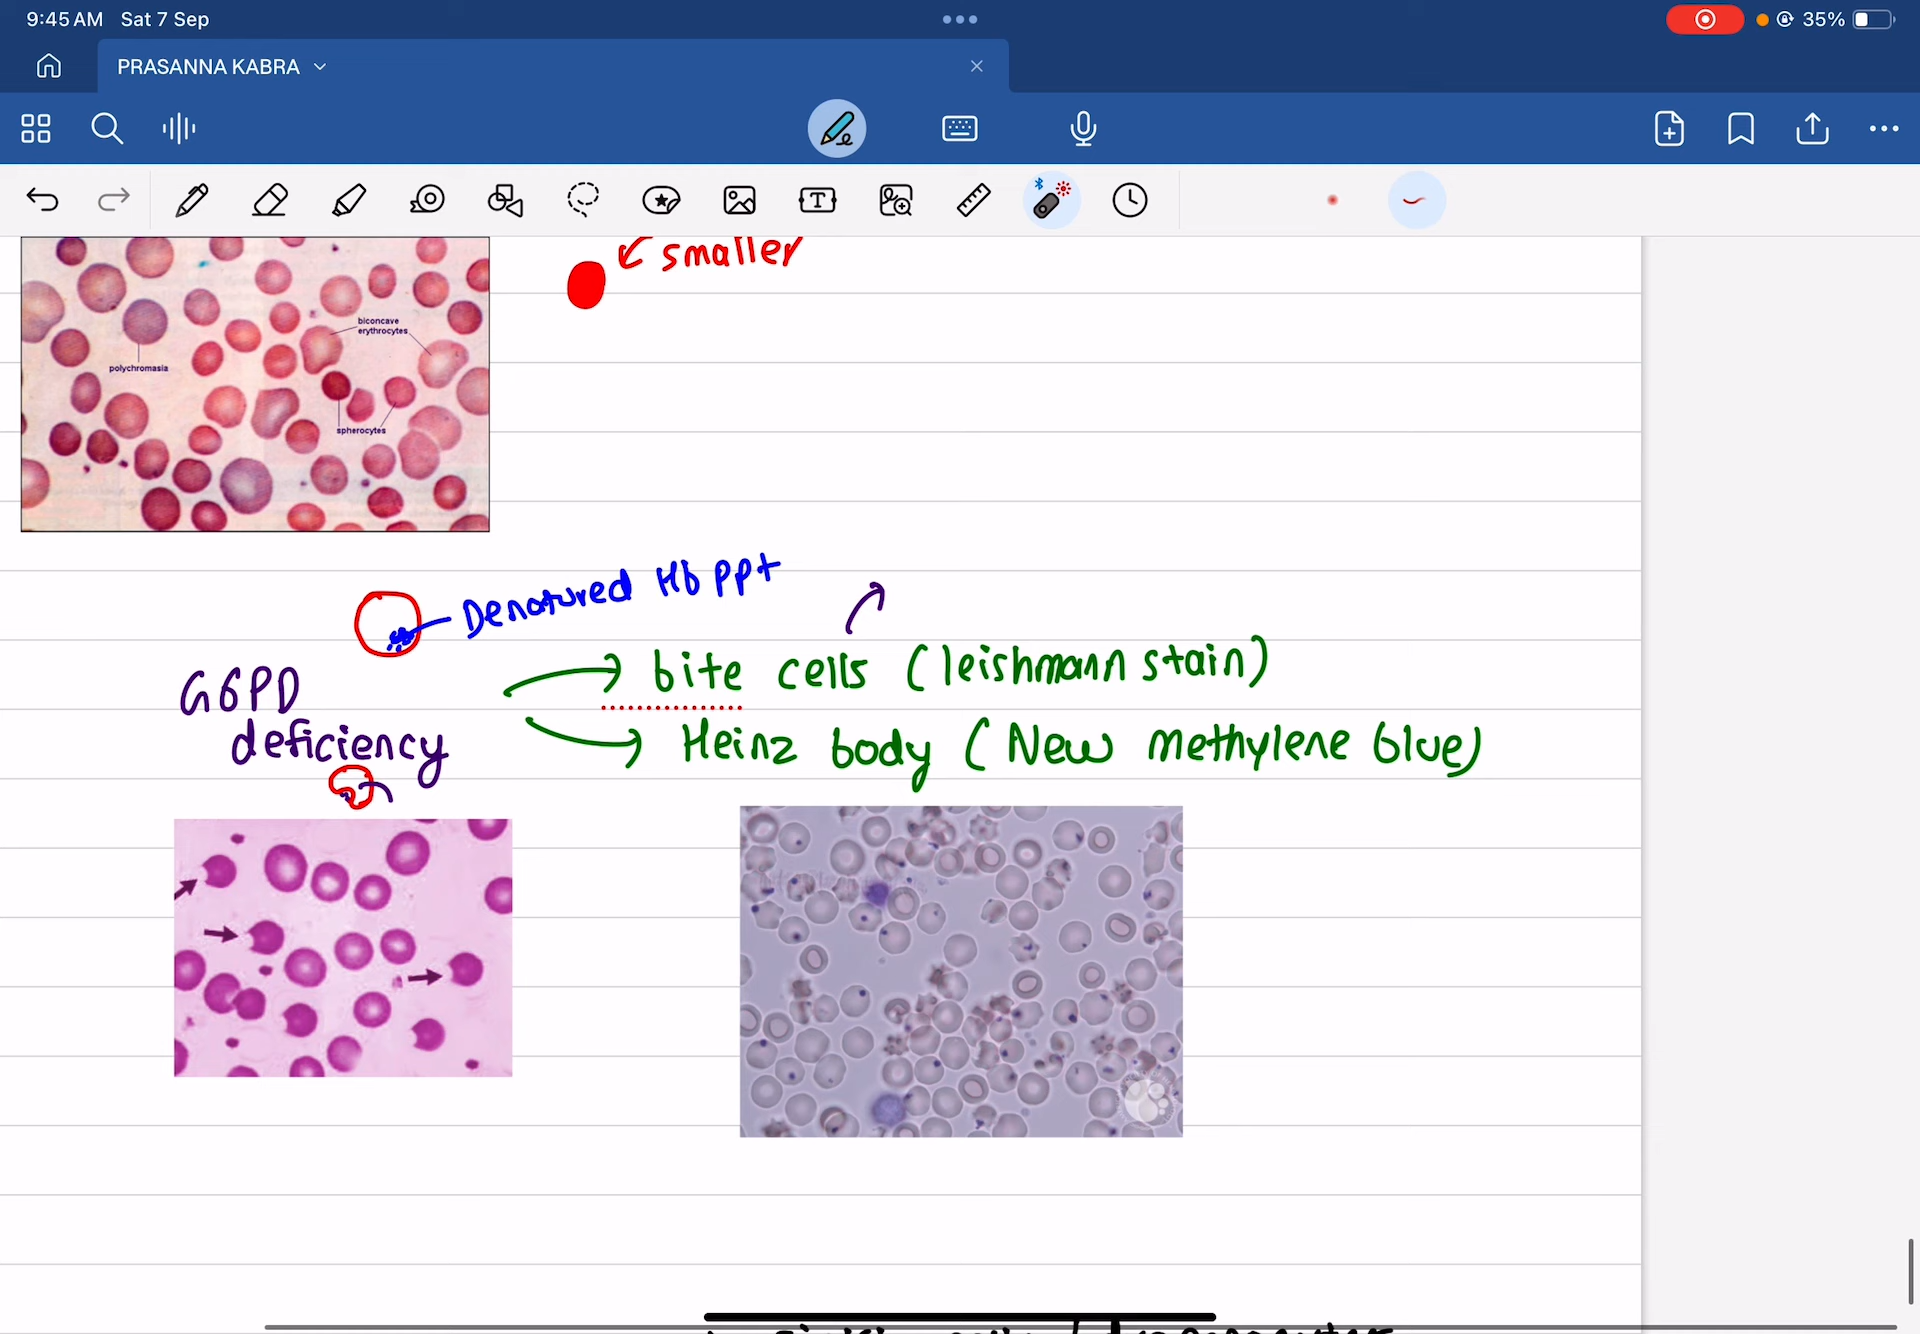 9:45 AM Sat 7 Sep
35%
PRASANNA KABRA
smaller
biconcave
erythrocytes
polychromasia
spherocytes
Denatured Hb ppt
bite cells (leishmann stain)
G6PD
deficiency
Heinz body (New methylene blue)